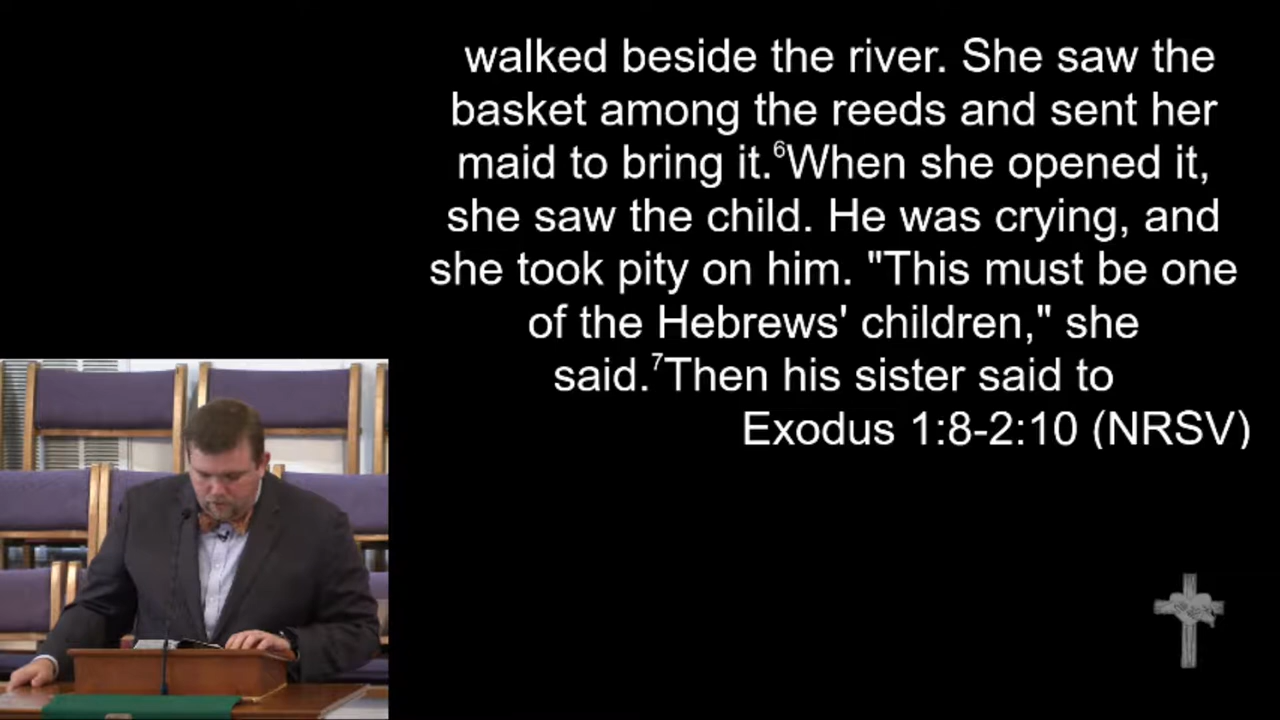 walked beside the river. She saw the
basket among the reeds and sent her
maid to bring it.⁶When she opened it,
she saw the child. He was crying, and
she took pity on him. "This must be one
of the Hebrews' children," she
said.⁷Then his sister said to
Exodus 1:8-2:10 (NRSV)